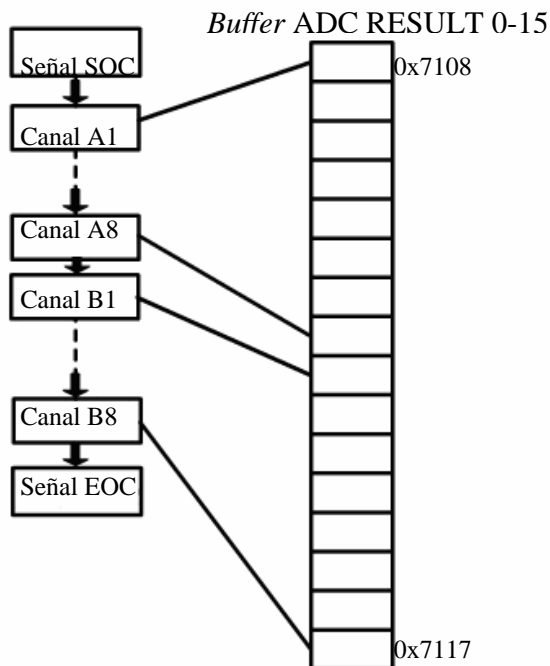 Buffer ADC RESULT 0-15
Señal SOC
0x7108
Canal A1
Canal A8
Canal B1
Canal B8
Señal EOC
0x7117